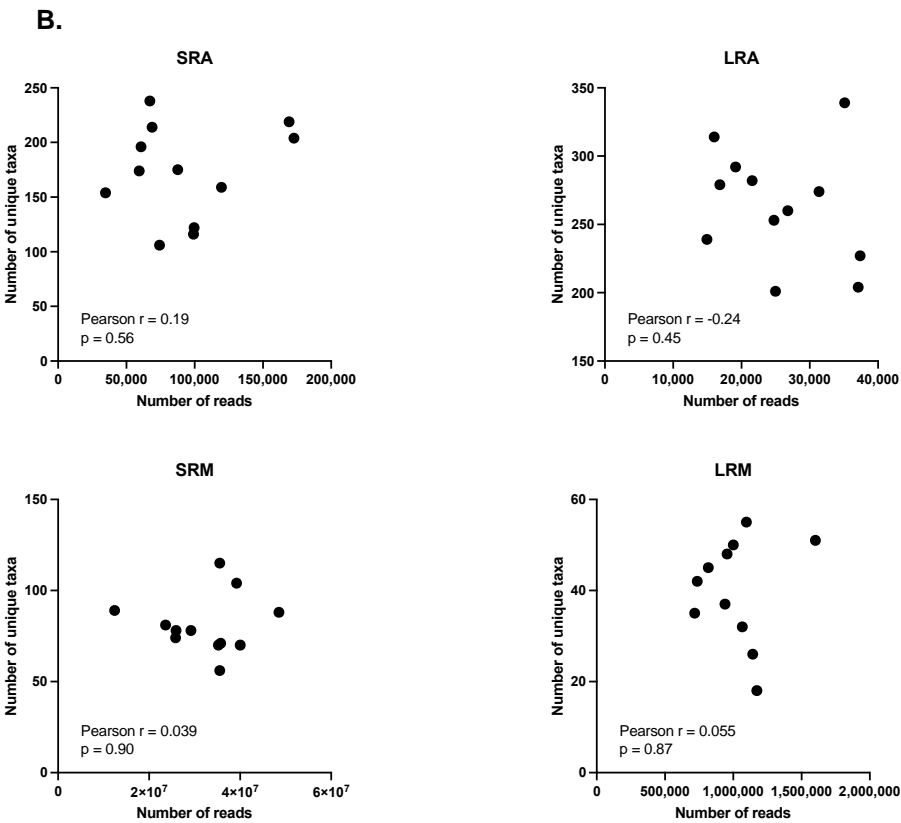 B.
SRA
Number of unique taxa
250
200
150
100
50
0
Pearson r = 0.19
p = 0.56
0 50,000 100,000 150,000 200,000
Number of reads
LRA
Number of unique taxa
350
300
250
200
150
Pearson r = -0.24
p = 0.45
0 10,000 20,000 30,000 40,000
Number of reads
SRM
Number of unique taxa
150
100
50
0
Pearson r = 0.039
p = 0.90
0 2×10⁷ 4×10⁷ 6×10⁷
Number of reads
LRM
Number of unique taxa
60
40
20
0
Pearson r = 0.055
p = 0.87
0 500,000 1,000,000 1,500,000 2,000,000
Number of reads